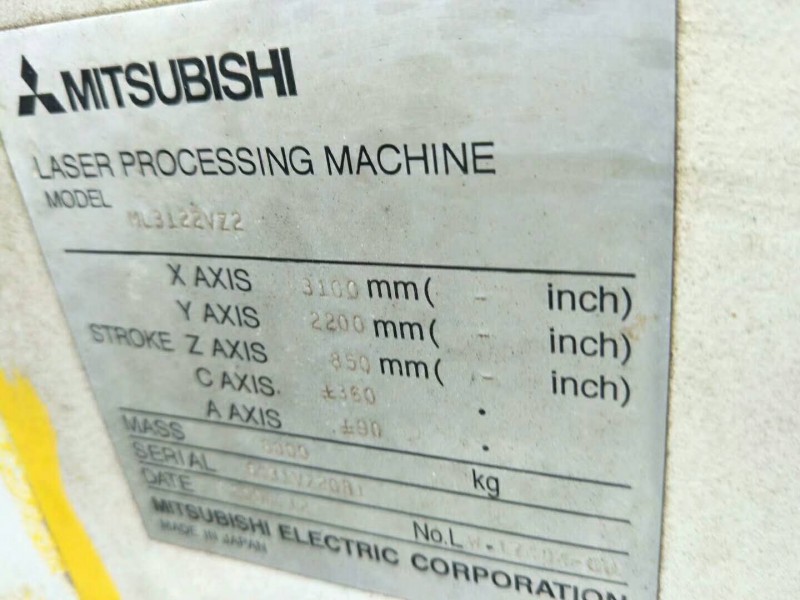 MITSUBISHI
LASER PROCESSING MACHINE
MODEL ML3122VZ2
X AXIS 3100 mm ( - inch)
Y AXIS 2200 mm ( - inch)
STROKE Z AXIS 850 mm ( - inch)
C AXIS ±360 °
A AXIS ±90 °
MASS kg
SERIAL
DATE No.L
MITSUBISHI ELECTRIC CORPORATION
MADE IN JAPAN